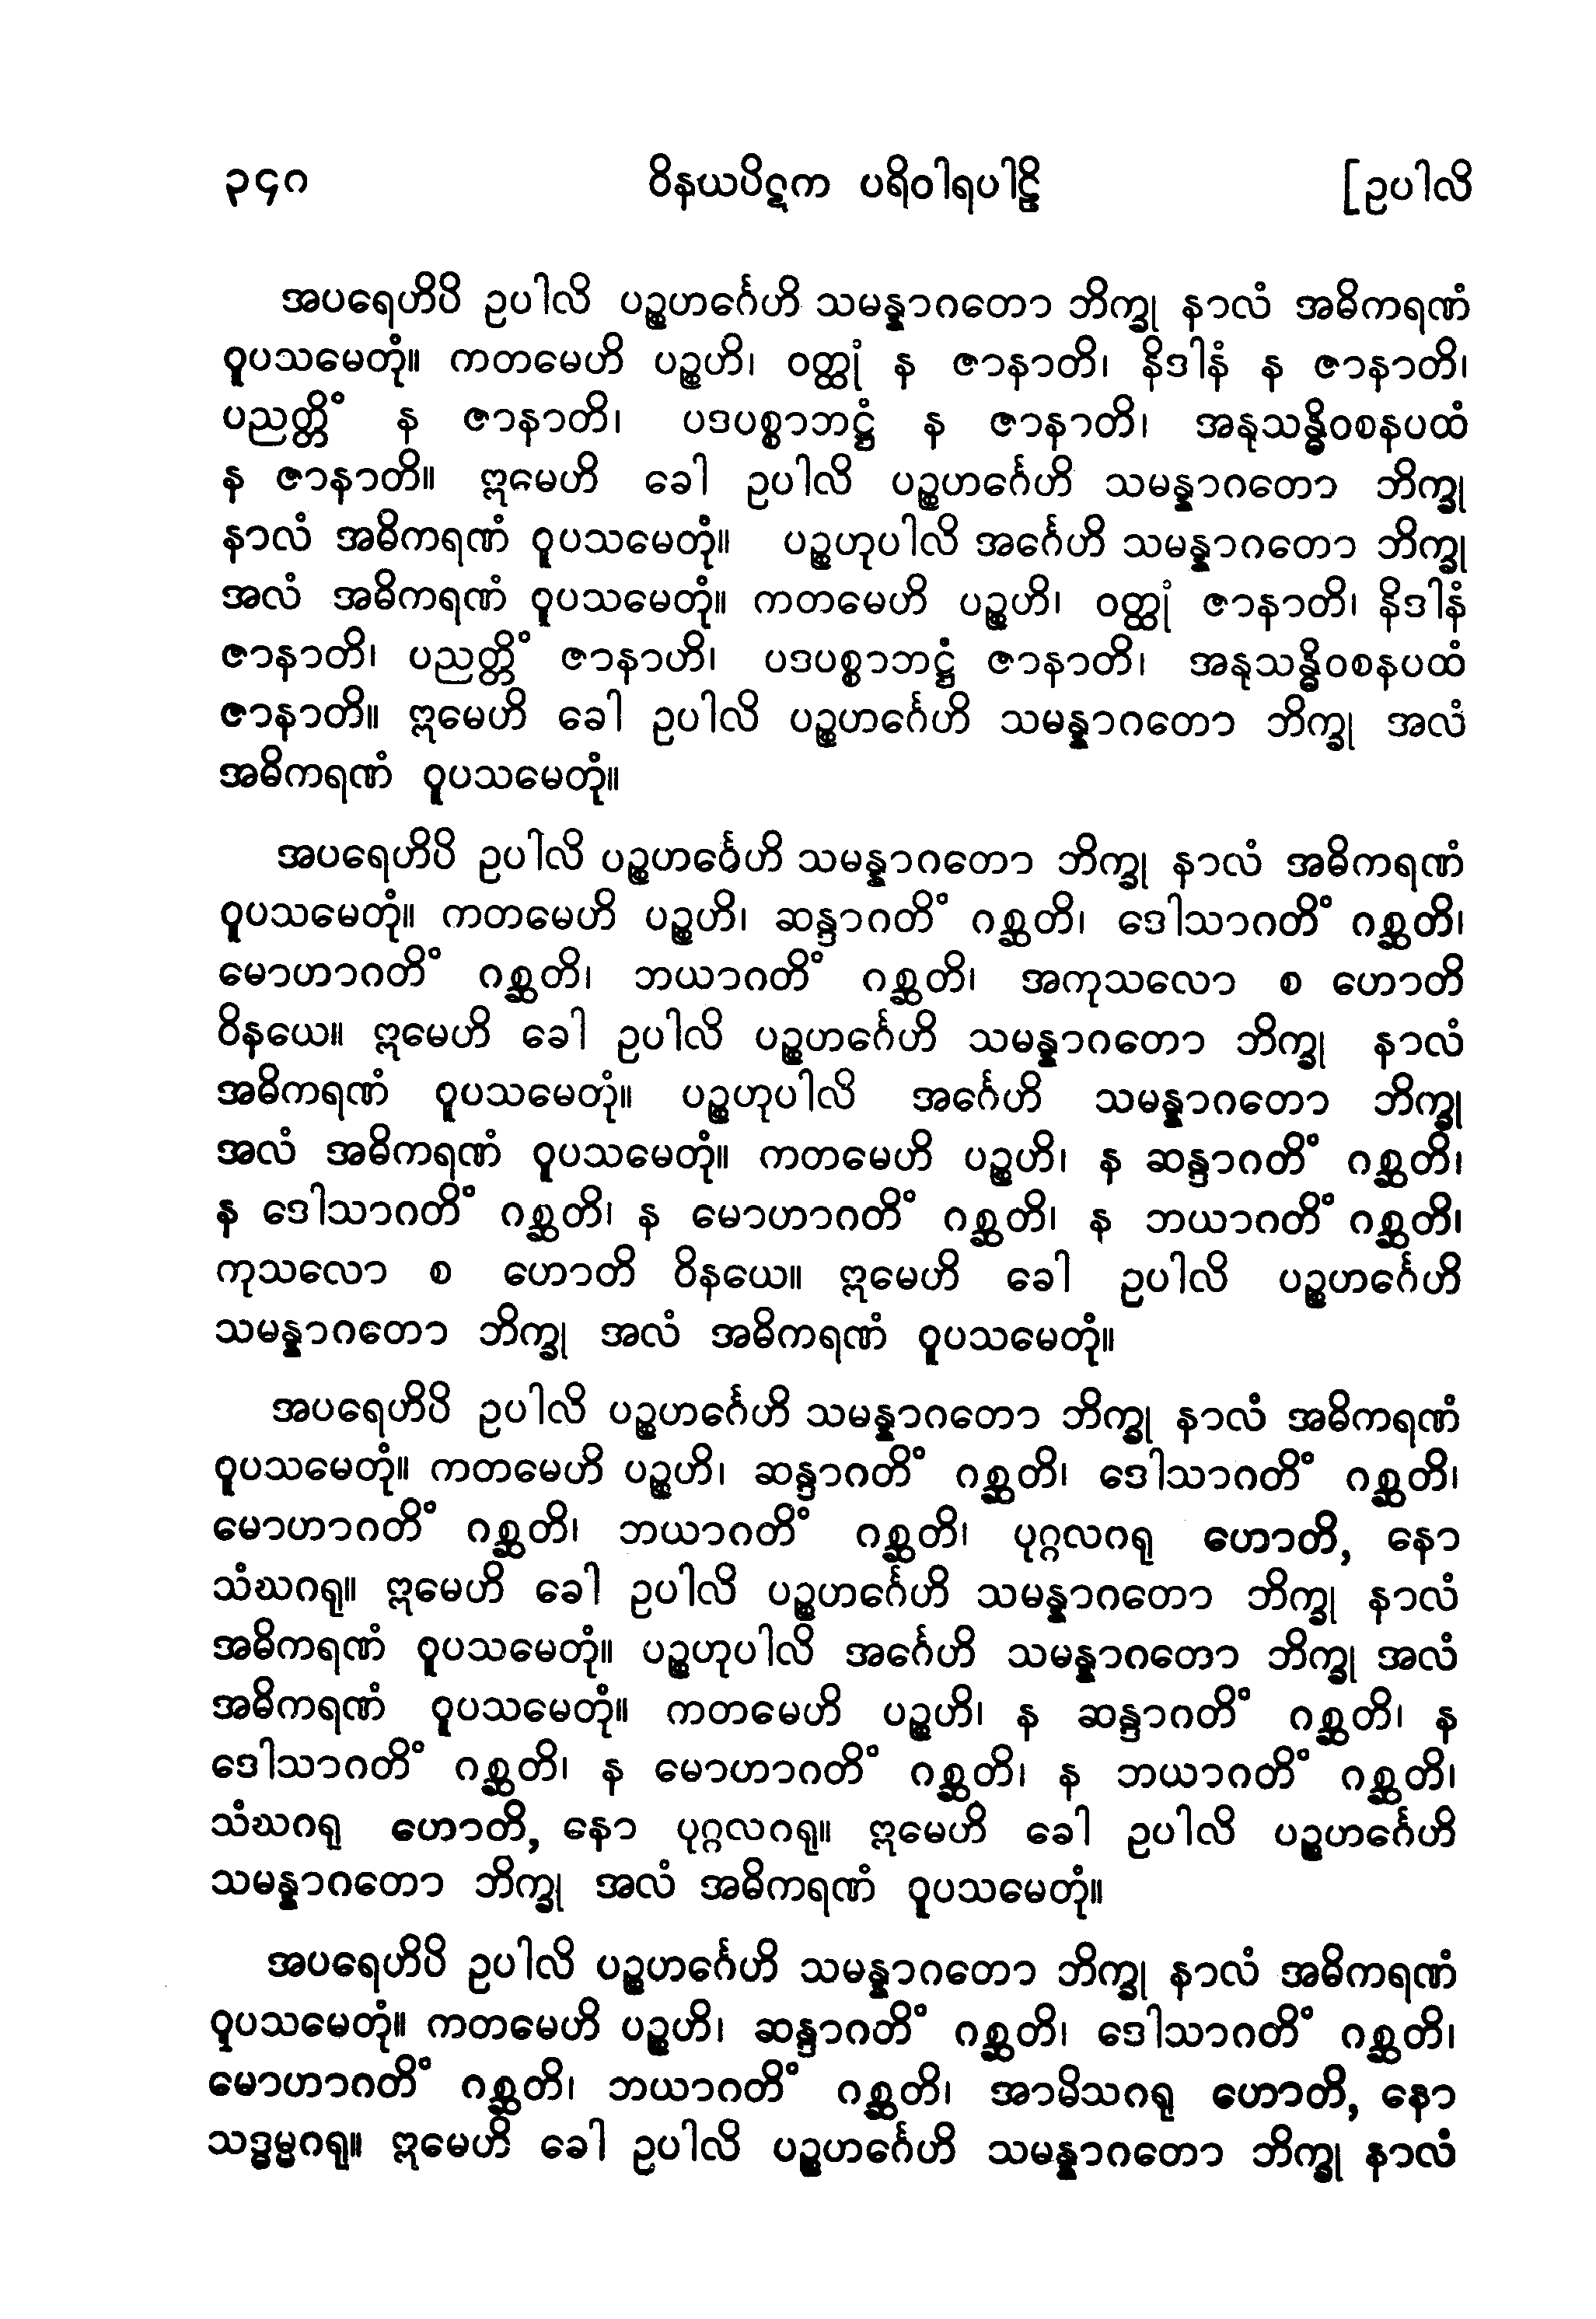 ၃၄ဂ ဝိနယပိဋက ပရိဝါရပါဠိ [ဥပါလိ
အပရေဟိပိ ဥပါလိ ပဉ္စဟင်္ဂေဟိ သမန္နာဂတော ဘိက္ခု နာလံ အဓိကရဏံ
ဝူပသမေတုံ။ ကတမေဟိ ပဉ္စဟိ၊ ဝတ္ထုံ န ဇာနာတိ၊ နိဒါနံ န ဇာနာတိ၊
ပညတ္တိံ န ဇာနာတိ၊ ပဒပစ္စာဘဋ္ဌံ န ဇာနာတိ၊ အနုသန္ဓိဝစနပထံ
န ဇာနာတိ။ ဣမေဟိ ခေါ ဥပါလိ ပဉ္စဟင်္ဂေဟိ သမန္နာဂတော ဘိက္ခု
နာလံ အဓိကရဏံ ဝူပသမေတုံ။ ပဉ္စဟုပါလိ အင်္ဂေဟိ သမန္နာဂတော ဘိက္ခု
အလံ အဓိကရဏံ ဝူပသမေတုံ။ ကတမေဟိ ပဉ္စဟိ၊ ဝတ္ထုံ ဇာနာတိ၊ နိဒါနံ
ဇာနာတိ၊ ပညတ္တိံ ဇာနာဟိ၊ ပဒပစ္စာဘဋ္ဌံ ဇာနာတိ၊ အနုသန္ဓိဝစနပထံ
ဇာနာတိ။ ဣမေဟိ ခေါ ဥပါလိ ပဉ္စဟင်္ဂေဟိ သမန္နာဂတော ဘိက္ခု အလံ
အဓိကရဏံ ဝူပသမေတုံ။
အပရေဟိပိ ဥပါလိ ပဉ္စဟင်္ဂေဟိ သမန္နာဂတော ဘိက္ခု နာလံ အဓိကရဏံ
ဝူပသမေတုံ။ ကတမေဟိ ပဉ္စဟိ၊ ဆန္ဒာဂတိံ ဂစ္ဆတိ၊ ဒေါသာဂတိံ ဂစ္ဆတိ၊
မောဟာဂတိံ ဂစ္ဆတိ၊ ဘယာဂတိံ ဂစ္ဆတိ၊ အကုသလော စ ဟောတိ
ဝိနယေ။ ဣမေဟိ ခေါ ဥပါလိ ပဉ္စဟင်္ဂေဟိ သမန္နာဂတော ဘိက္ခု နာလံ
အဓိကရဏံ ဝူပသမေတုံ။ ပဉ္စဟုပါလိ အင်္ဂေဟိ သမန္နာဂတော ဘိက္ခု
အလံ အဓိကရဏံ ဝူပသမေတုံ။ ကတမေဟိ ပဉ္စဟိ၊ န ဆန္ဒာဂတိံ ဂစ္ဆတိ၊
န ဒေါသာဂတိံ ဂစ္ဆတိ၊ န မောဟာဂတိံ ဂစ္ဆတိ၊ န ဘယာဂတိံ ဂစ္ဆတိ၊
ကုသလော စ ဟောတိ ဝိနယေ။ ဣမေဟိ ခေါ ဥပါလိ ပဉ္စဟင်္ဂေဟိ
သမန္နာဂတော ဘိက္ခု အလံ အဓိကရဏံ ဝူပသမေတုံ။
အပရေဟိပိ ဥပါလိ ပဉ္စဟင်္ဂေဟိ သမန္နာဂတော ဘိက္ခု နာလံ အဓိကရဏံ
ဝူပသမေတုံ။ ကတမေဟိ ပဉ္စဟိ၊ ဆန္ဒာဂတိံ ဂစ္ဆတိ၊ ဒေါသာဂတိံ ဂစ္ဆတိ၊
မောဟာဂတိံ ဂစ္ဆတိ၊ ဘယာဂတိံ ဂစ္ဆတိ၊ ပုဂ္ဂလဂရု ဟောတိ, နော
သံဃဂရု။ ဣမေဟိ ခေါ ဥပါလိ ပဉ္စဟင်္ဂေဟိ သမန္နာဂတော ဘိက္ခု နာလံ
အဓိကရဏံ ဝူပသမေတုံ။ ပဉ္စဟုပါလိ အင်္ဂေဟိ သမန္နာဂတော ဘိက္ခု အလံ
အဓိကရဏံ ဝူပသမေတုံ။ ကတမေဟိ ပဉ္စဟိ၊ န ဆန္ဒာဂတိံ ဂစ္ဆတိ၊ န
ဒေါသာဂတိံ ဂစ္ဆတိ၊ န မောဟာဂတိံ ဂစ္ဆတိ၊ န ဘယာဂတိံ ဂစ္ဆတိ၊
သံဃဂရု ဟောတိ, နော ပုဂ္ဂလဂရု။ ဣမေဟိ ခေါ ဥပါလိ ပဉ္စဟင်္ဂေဟိ
သမန္နာဂတော ဘိက္ခု အလံ အဓိကရဏံ ဝူပသမေတုံ။
အပရေဟိပိ ဥပါလိ ပဉ္စဟင်္ဂေဟိ သမန္နာဂတော ဘိက္ခု နာလံ အဓိကရဏံ
ဝူပသမေတုံ။ ကတမေဟိ ပဉ္စဟိ၊ ဆန္ဒာဂတိံ ဂစ္ဆတိ၊ ဒေါသာဂတိံ ဂစ္ဆတိ၊
မောဟာဂတိံ ဂစ္ဆတိ၊ ဘယာဂတိံ ဂစ္ဆတိ၊ အာမိသဂရု ဟောတိ, နော
သဒ္ဓမ္မဂရု။ ဣမေဟိ ခေါ ဥပါလိ ပဉ္စဟင်္ဂေဟိ သမန္နာဂတော ဘိက္ခု နာလံ